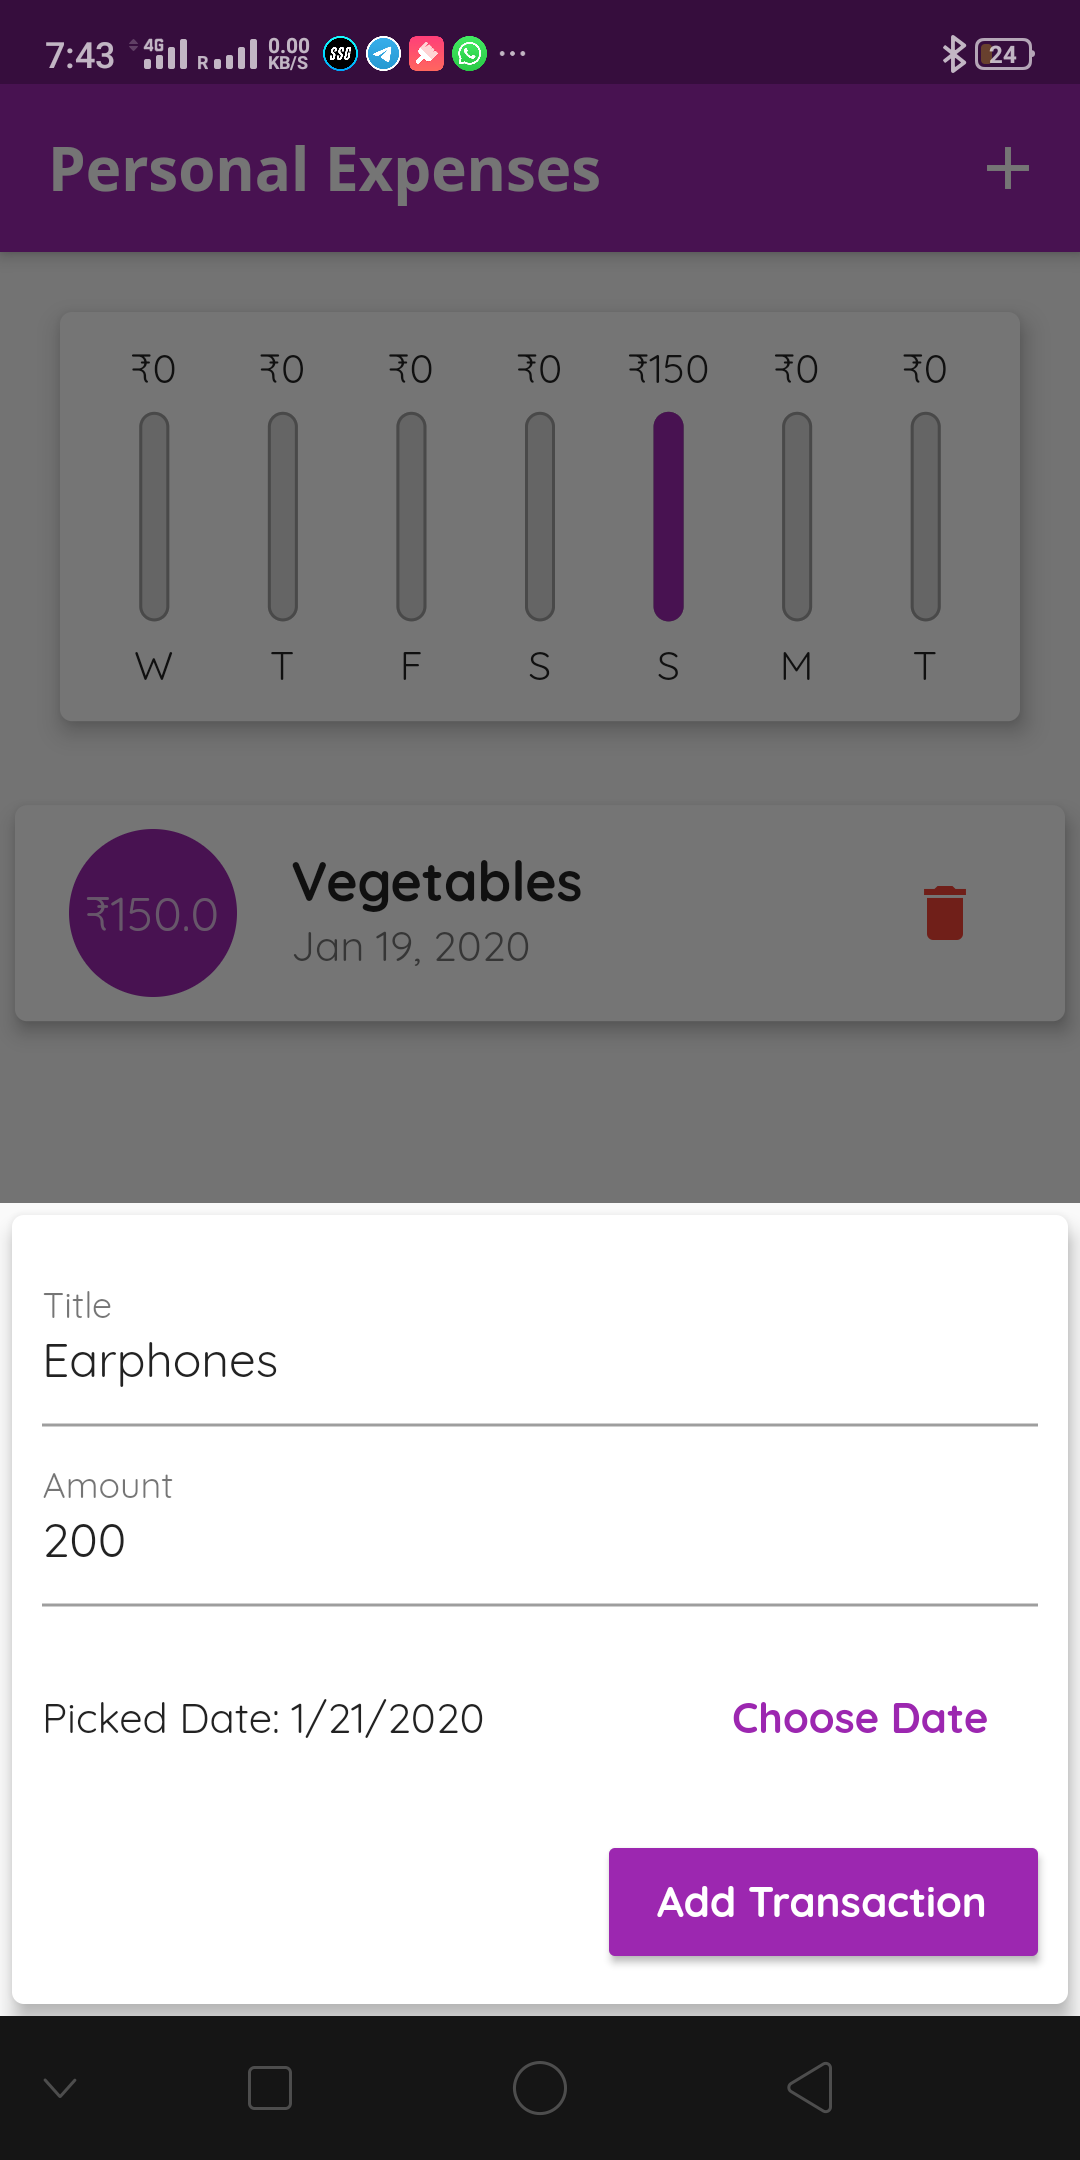 7:43 4G R 0.00 KB/S SSO ... 24
Personal Expenses +
₹0 ₹0 ₹0 ₹0 ₹150 ₹0 ₹0
W T F S S M T
₹150.0 Vegetables
Jan 19, 2020
Title
Earphones
Amount
200
Picked Date: 1/21/2020 Choose Date
Add Transaction